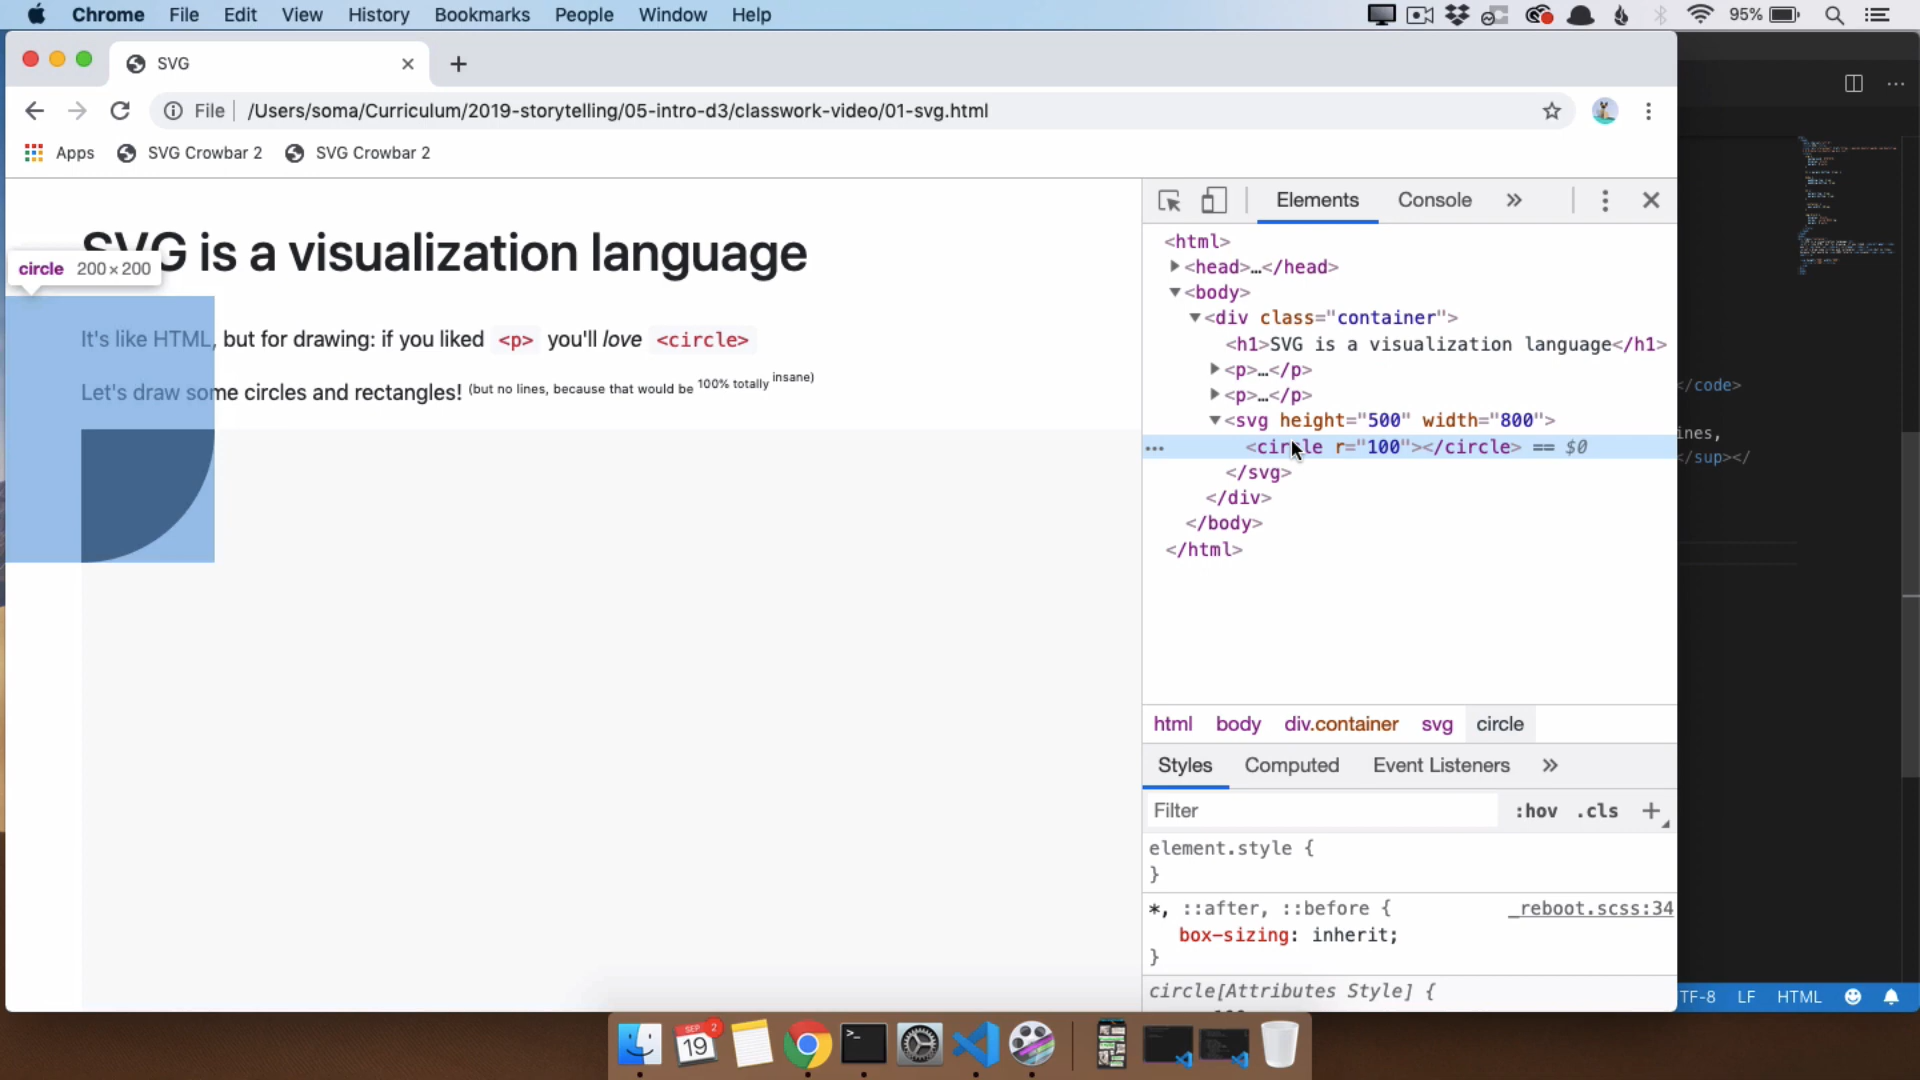 Chrome File Edit View History Bookmarks People Window Help 95%
SVG
File /Users/soma/Curriculum/2019-storytelling/05-intro-d3/classwork-video/01-svg.html
Apps SVG Crowbar 2 SVG Crowbar 2
SVG is a visualization language
circle 200×200
It's like HTML, but for drawing: if you liked <p> you'll love <circle>
Let's draw some circles and rectangles! (but no lines, because that would be 100% totally insane)
Elements Console »
<html>
<head>…</head>
<body>
<div class="container">
<h1>SVG is a visualization language</h1>
<p>…</p>
<p>…</p>
<svg height="500" width="800">
<circle r="100"></circle> == $0
</svg>
</div>
</body>
</html>
html body div.container svg circle
Styles Computed Event Listeners »
Filter :hov .cls +
element.style {
}
*, ::after, ::before { _reboot.scss:34
box-sizing: inherit;
}
circle[Attributes Style] {
/code>
ines,
</sup></
TF-8 LF HTML
SEP 2
19